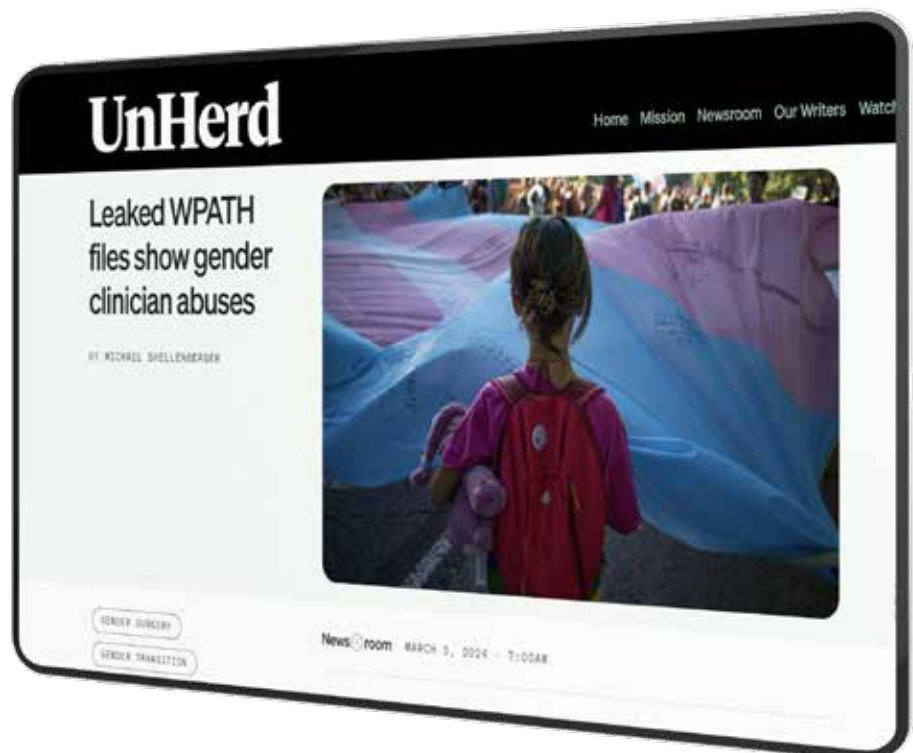 UnHerd
Home Mission Newsroom Our Writers Watch
Leaked WPATH
files show gender
clinician abuses
BY MICHAEL SHELLENBERGER
GENDER SURGERY
GENDER TRANSITION
Newsroom MARCH 5, 2024 - 7:00AM